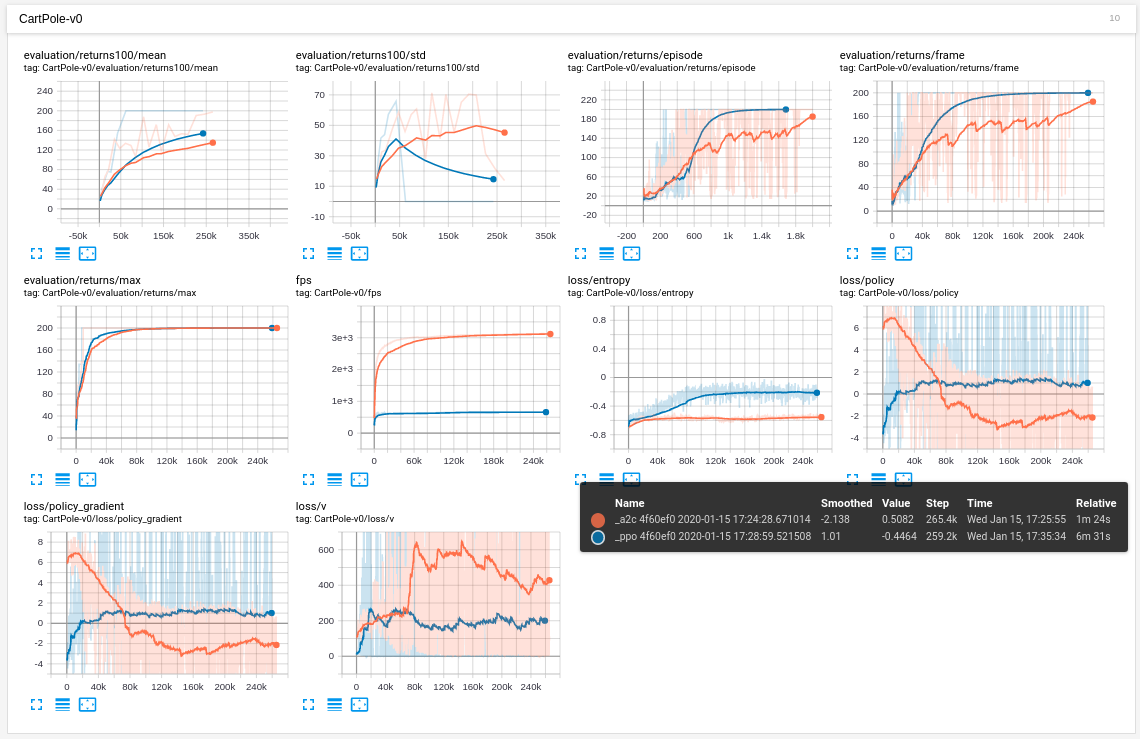 CartPole-v0 10
evaluation/returns100/mean
tag: CartPole-v0/evaluation/returns100/mean
240
200
160
120
80
40
0
-50k 50k 150k 250k 350k
evaluation/returns100/std
tag: CartPole-v0/evaluation/returns100/std
70
50
30
10
-10
-50k 50k 150k 250k 350k
evaluation/returns/episode
tag: CartPole-v0/evaluation/returns/episode
220
180
140
100
60
20
-20
-200 200 600 1k 1.4k 1.8k
evaluation/returns/frame
tag: CartPole-v0/evaluation/returns/frame
200
160
120
80
40
0
0 40k 80k 120k 160k 200k 240k
evaluation/returns/max
tag: CartPole-v0/evaluation/returns/max
200
160
120
80
40
0
0 40k 80k 120k 160k 200k 240k
fps
tag: CartPole-v0/fps
3e+3
2e+3
1e+3
0
0 60k 120k 180k 240k
loss/entropy
tag: CartPole-v0/loss/entropy
0.8
0.4
0
-0.4
-0.8
0 40k 80k 120k 160k 200k 240k
loss/policy
tag: CartPole-v0/loss/policy
6
4
2
0
-2
-4
0 40k 80k 120k 160k 200k 240k
loss/policy_gradient
tag: CartPole-v0/loss/policy_gradient
8
6
4
2
0
-2
-4
0 40k 80k 120k 160k 200k 240k
loss/v
tag: CartPole-v0/loss/v
600
400
200
0
0 40k 80k 120k 160k 200k 240k
Name Smoothed Value Step Time Relative
_a2c 4f60ef0 2020-01-15 17:24:28.671014 -2.138 0.5082 265.4k Wed Jan 15, 17:25:55 1m 24s
_ppo 4f60ef0 2020-01-15 17:28:59.521508 1.01 -0.4464 259.2k Wed Jan 15, 17:35:34 6m 31s